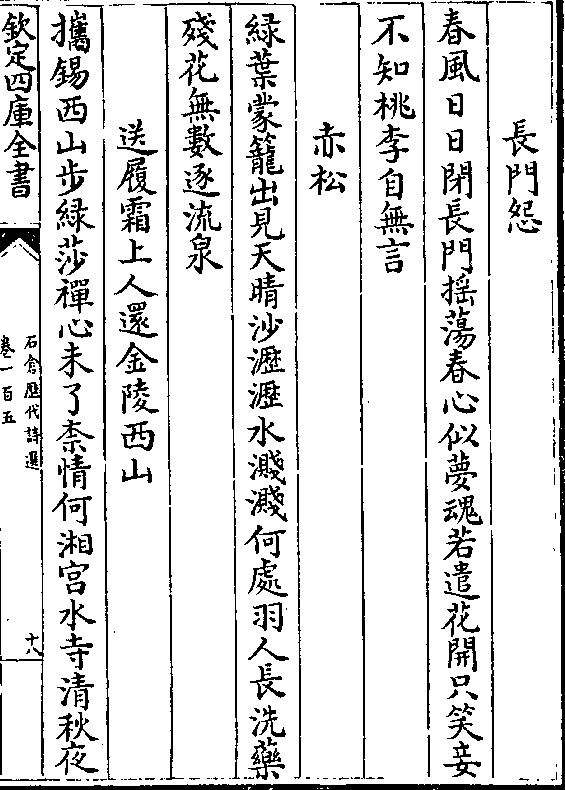 長門怨
春風日日閉長門揺蕩春心似夢魂若遣花開只笑妾
不知桃李自無言
赤松
緑葉蒙籠出見天晴沙瀝瀝水濺濺何處羽人長洗藥
殘花無數逐流泉
送履霜上人還金陵西山
攜錫西山步緑莎禪心未了柰情何湘宫水寺清秋夜
欽定四庫全書
石倉歴代詩選
卷一百五
十八